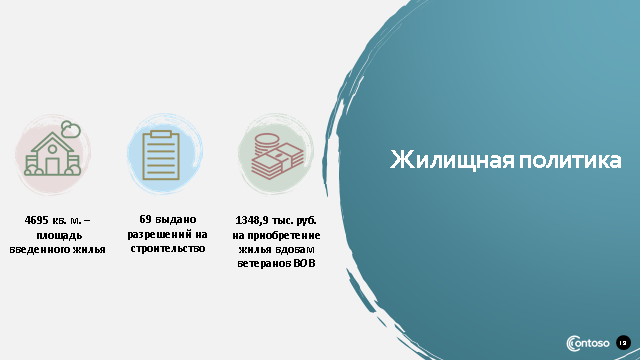 Жилищная политика
4695 кв. м. –
площадь
введенного жилья
69 выдано
разрешений на
строительство
1348,9 тыс. руб.
на приобретение
жилья вдовам
ветеранов ВОВ
Contoso
12